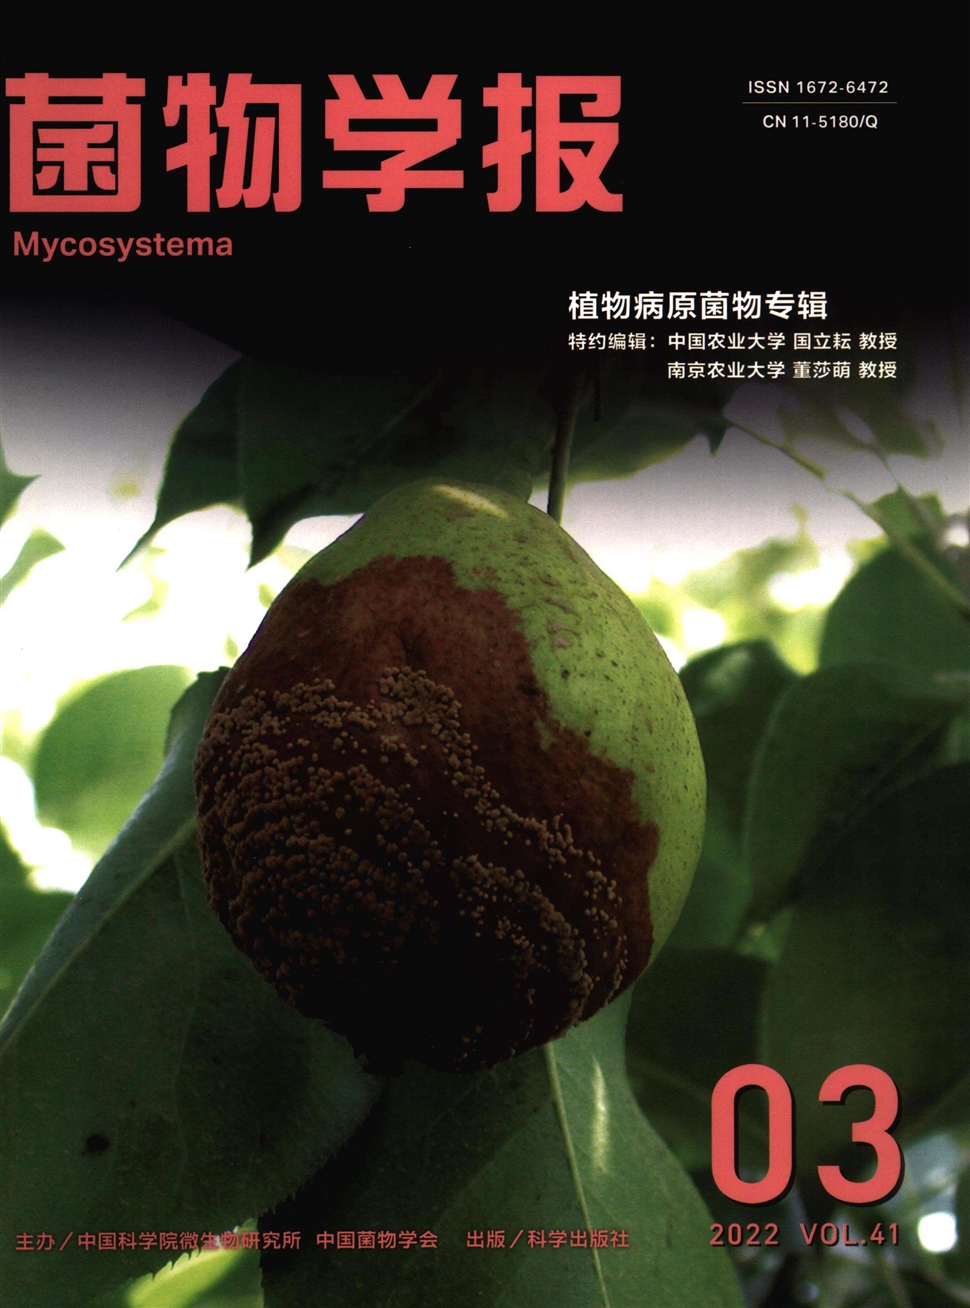 菌物学报
Mycosystema
ISSN 1672-6472
CN 11-5180/Q
植物病原菌物专辑
特约编辑：中国农业大学 国立耘 教授
南京农业大学 董莎萌 教授
03
2022 VOL.41
主办／中国科学院微生物研究所 中国菌物学会 出版／科学出版社